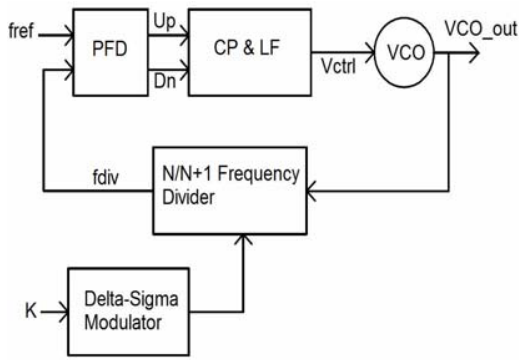 fref
PFD
Up
Dn
CP & LF
Vctrl
VCO
VCO_out
fdiv
N/N+1 Frequency
Divider
K
Delta-Sigma
Modulator